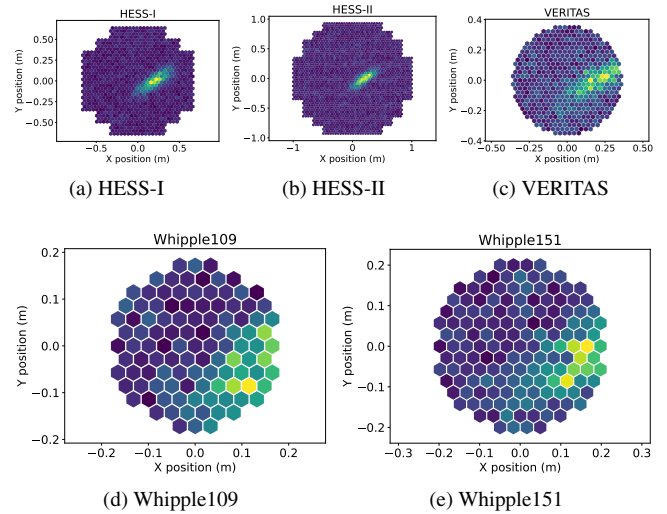 HESS-I
Y position (m)
0.50
0.25
0.00
−0.25
−0.50
−0.5 0.0 0.5
X position (m)
(a) HESS-I
HESS-II
Y position (m)
1.0
0.5
0.0
−0.5
−1.0
−1 0 1
X position (m)
(b) HESS-II
VERITAS
Y position (m)
0.4
0.2
0.0
−0.2
−0.4
−0.50 −0.25 0.00 0.25 0.50
X position (m)
(c) VERITAS
Whipple109
Y position (m)
0.2
0.1
0.0
−0.1
−0.2
−0.2 −0.1 0.0 0.1 0.2
X position (m)
(d) Whipple109
Whipple151
Y position (m)
0.2
0.1
0.0
−0.1
−0.2
−0.3 −0.2 −0.1 0.0 0.1 0.2 0.3
X position (m)
(e) Whipple151